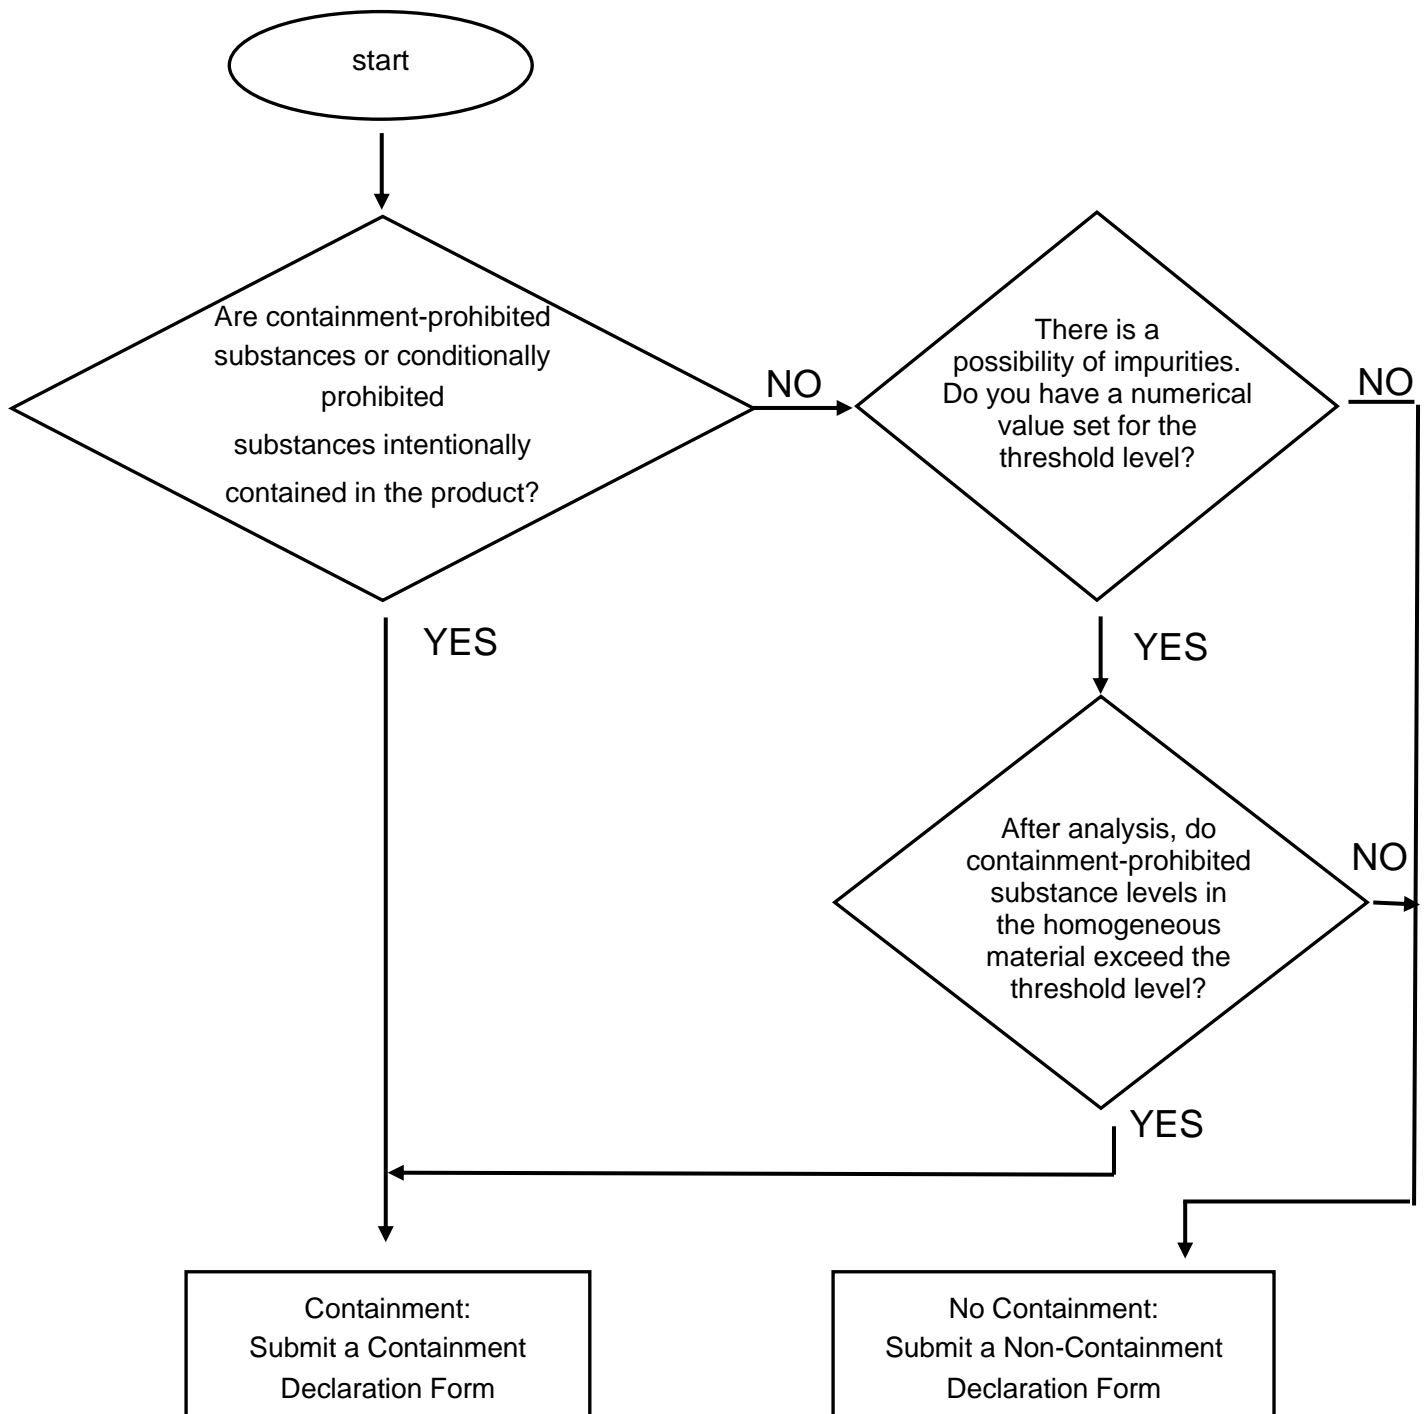 start
Are containment-prohibited
substances or conditionally
prohibited
substances intentionally
contained in the product?
NO
There is a
possibility of impurities.
Do you have a numerical
value set for the
threshold level?
NO
YES
YES
After analysis, do
containment-prohibited
substance levels in
the homogeneous
material exceed the
threshold level?
NO
YES
Containment:
Submit a Containment
Declaration Form
No Containment:
Submit a Non-Containment
Declaration Form